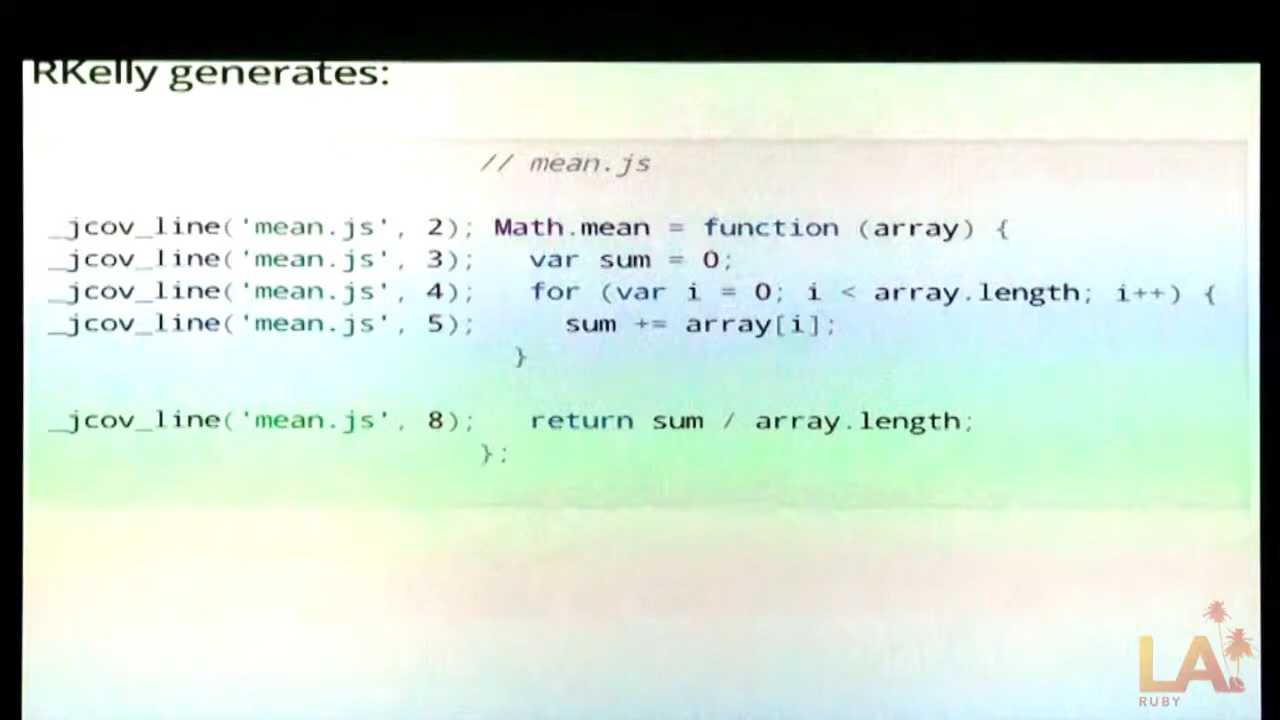 RKelly generates:
// mean.js
_jcov_line('mean.js', 2); Math.mean = function (array) {
_jcov_line('mean.js', 3); var sum = 0;
_jcov_line('mean.js', 4); for (var i = 0; i < array.length; i++) {
_jcov_line('mean.js', 5); sum += array[i];
}
_jcov_line('mean.js', 8); return sum / array.length;
};
LA
RUBY